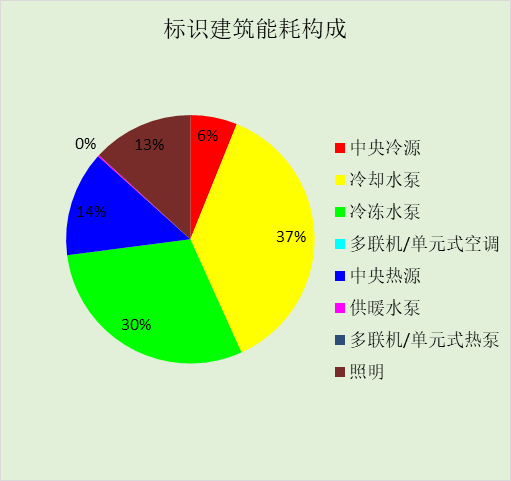 标识建筑能耗构成
0%
13%
6%
14%
37%
30%
中央冷源
冷却水泵
冷冻水泵
多联机/单元式空调
中央热源
供暖水泵
多联机/单元式热泵
照明